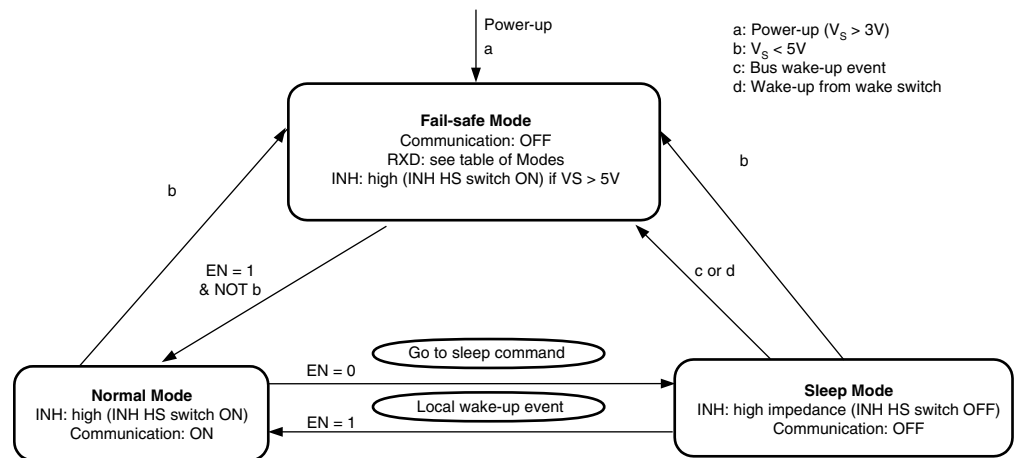 Power-up
a
a: Power-up (V_S > 3V)
b: V_S < 5V
c: Bus wake-up event
d: Wake-up from wake switch
Fail-safe Mode
Communication: OFF
RXD: see table of Modes
INH: high (INH HS switch ON) if VS > 5V
b
b
EN = 1
& NOT b
c or d
Go to sleep command
EN = 0
Local wake-up event
EN = 1
Normal Mode
INH: high (INH HS switch ON)
Communication: ON
Sleep Mode
INH: high impedance (INH HS switch OFF)
Communication: OFF